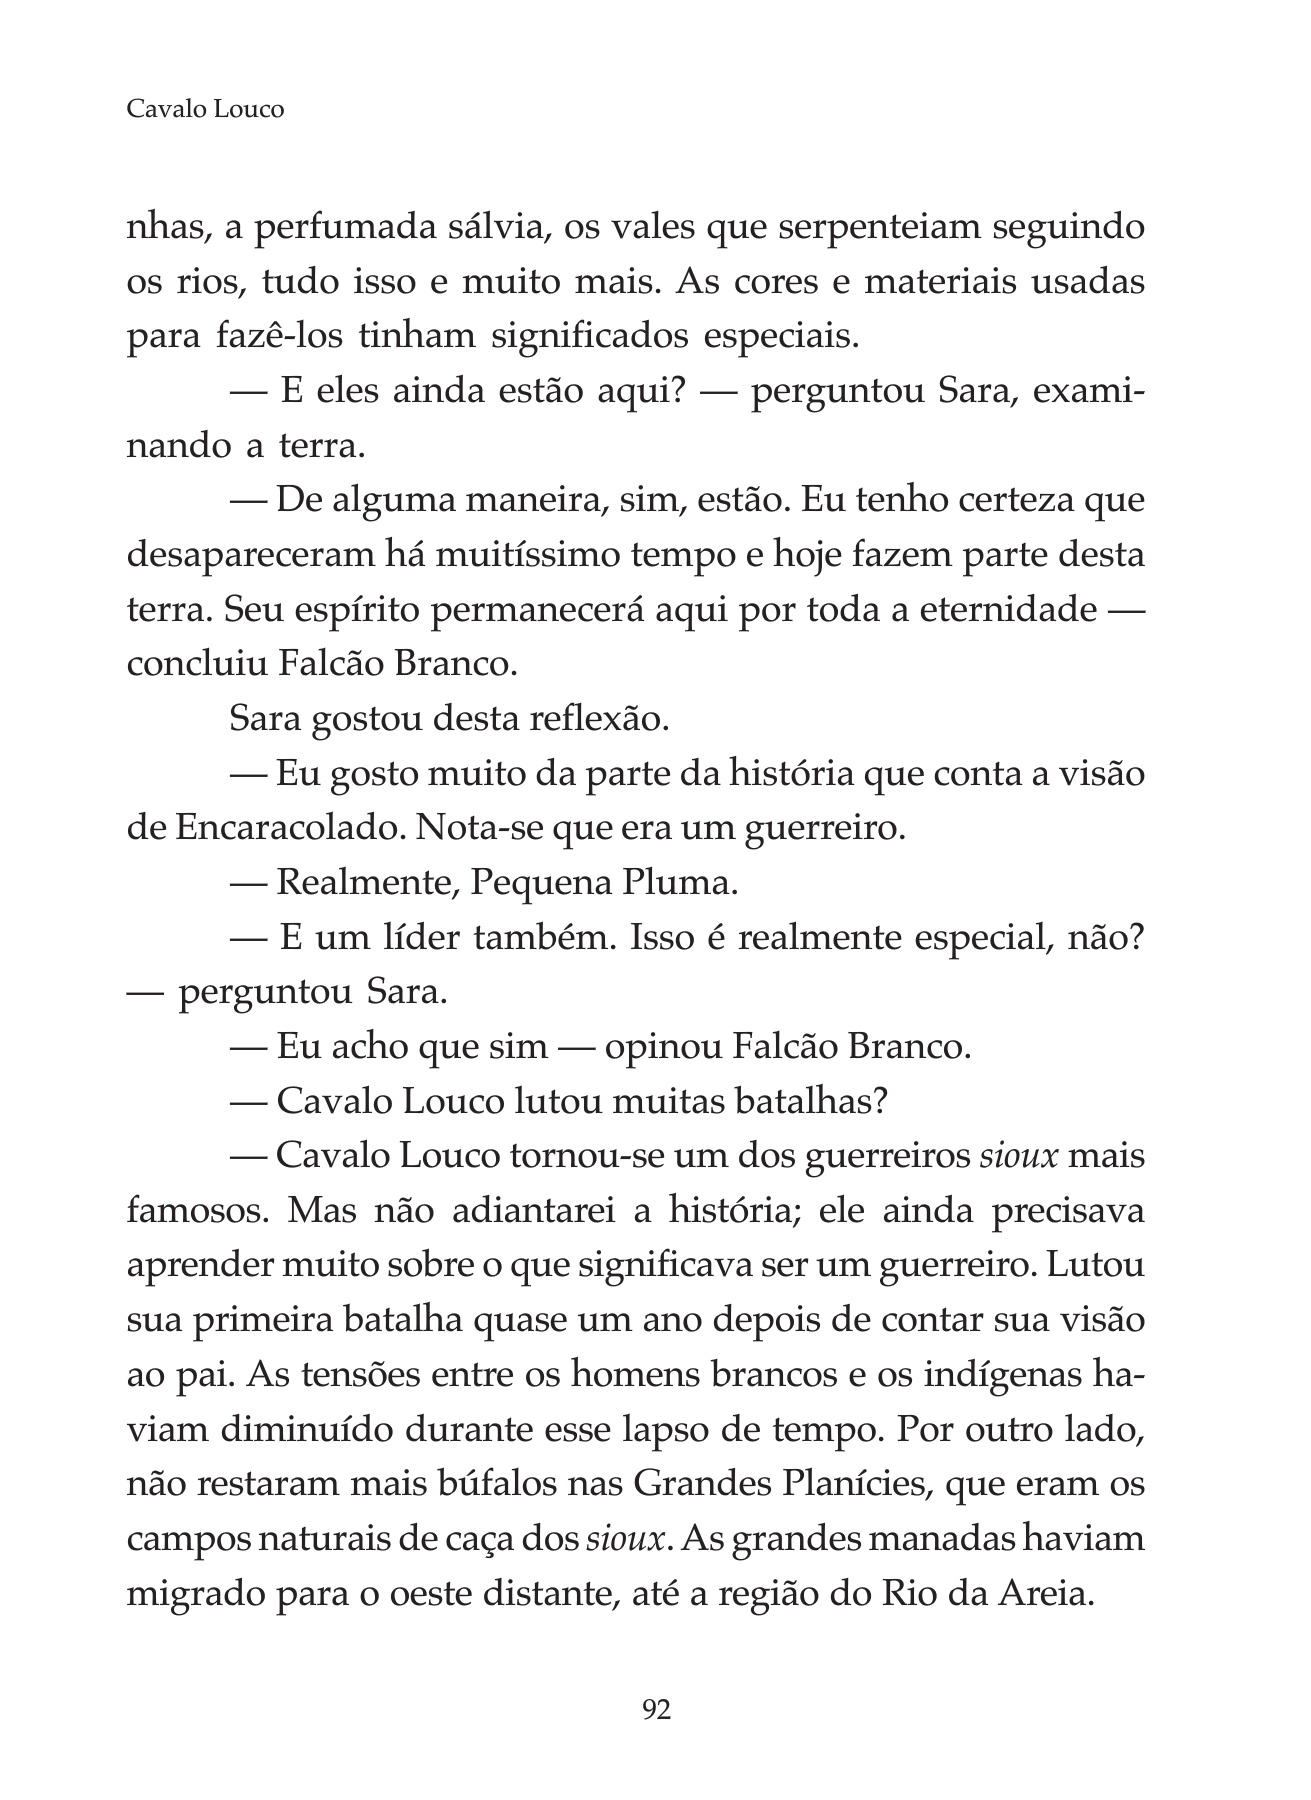 Cavalo Louco
nhas, a perfumada sálvia, os vales que serpenteiam seguindo
os rios, tudo isso e muito mais. As cores e materiais usadas
para fazê-los tinham significados especiais.
— E eles ainda estão aqui? — perguntou Sara, exami-
nando a terra.
— De alguma maneira, sim, estão. Eu tenho certeza que
desapareceram há muitíssimo tempo e hoje fazem parte desta
terra. Seu espírito permanecerá aqui por toda a eternidade —
concluiu Falcão Branco.
Sara gostou desta reflexão.
— Eu gosto muito da parte da história que conta a visão
de Encaracolado. Nota-se que era um guerreiro.
— Realmente, Pequena Pluma.
— E um líder também. Isso é realmente especial, não?
— perguntou Sara.
— Eu acho que sim — opinou Falcão Branco.
— Cavalo Louco lutou muitas batalhas?
— Cavalo Louco tornou-se um dos guerreiros sioux mais
famosos. Mas não adiantarei a história; ele ainda precisava
aprender muito sobre o que significava ser um guerreiro. Lutou
sua primeira batalha quase um ano depois de contar sua visão
ao pai. As tensões entre os homens brancos e os indígenas ha-
viam diminuído durante esse lapso de tempo. Por outro lado,
não restaram mais búfalos nas Grandes Planícies, que eram os
campos naturais de caça dos sioux. As grandes manadas haviam
migrado para o oeste distante, até a região do Rio da Areia.
92